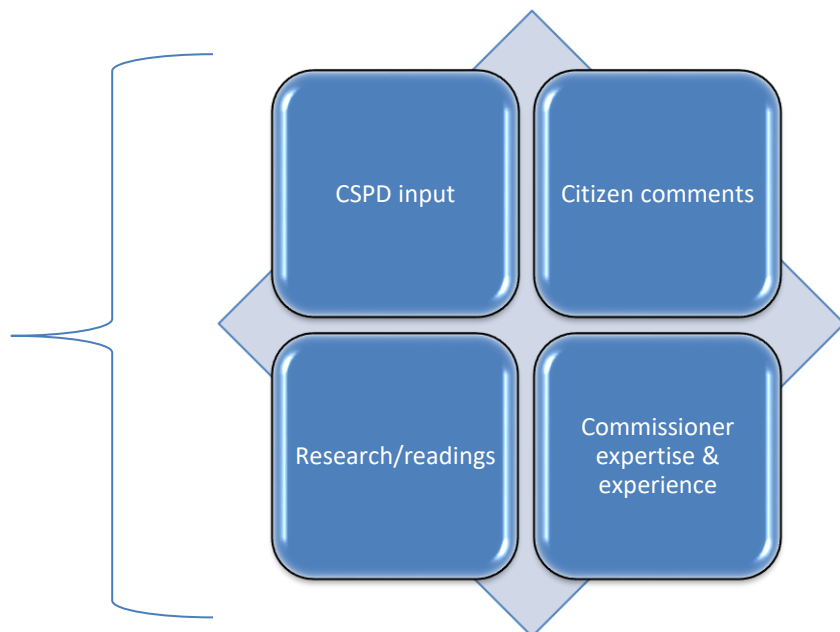 CSPD input
Citizen comments
Research/readings
Commissioner
expertise &
experience